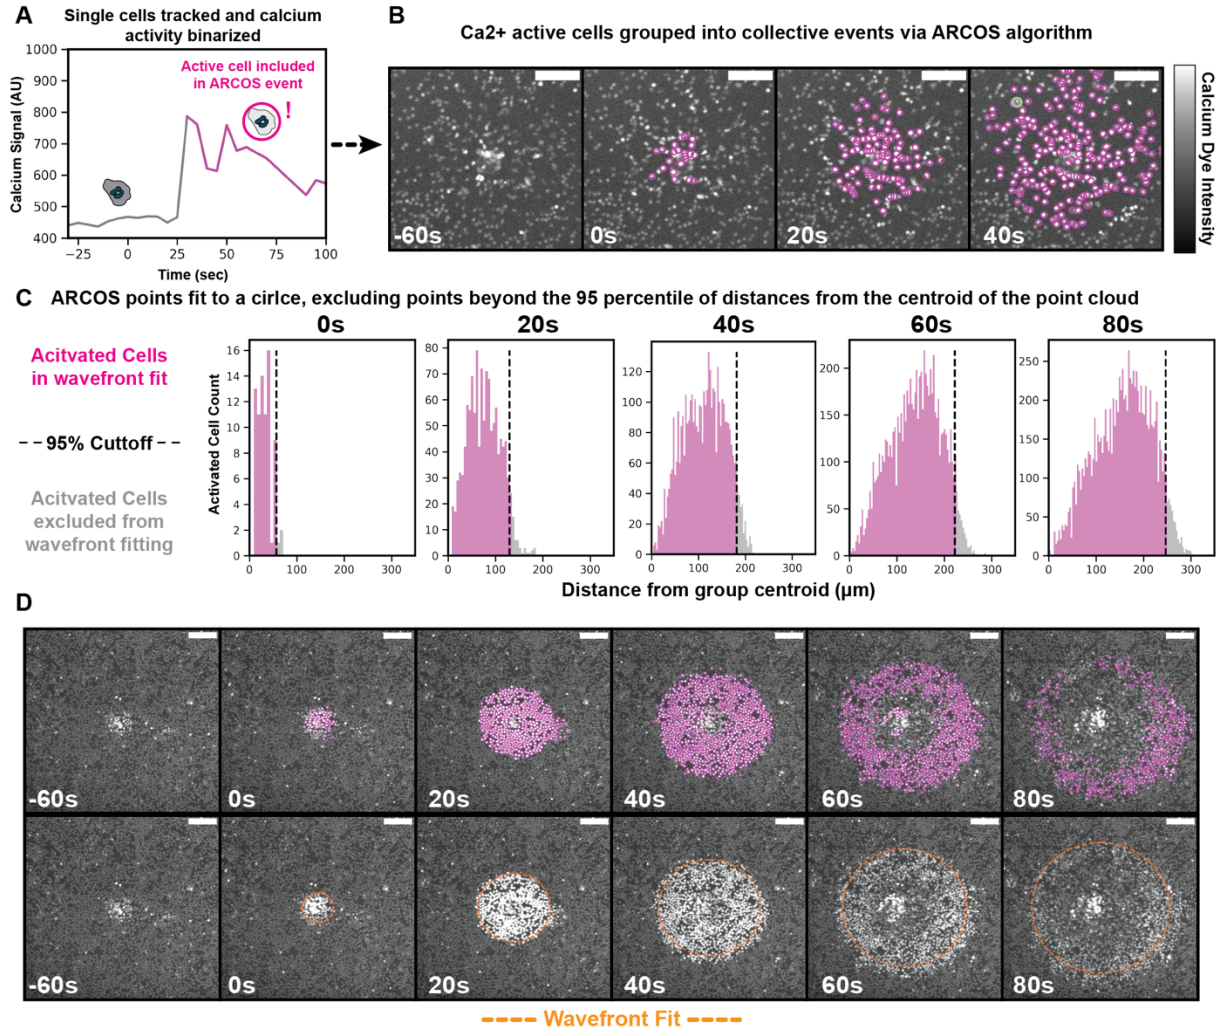 A
Single cells tracked and calcium
activity binarized
Calcium Signal (AU)
1000
900
800
700
600
500
400
Active cell included
in ARCOS event
!
−25
0
25
50
75
100
Time (sec)
B
Ca2+ active cells grouped into collective events via ARCOS algorithm
-60s
0s
20s
40s
Calcium Dye Intensity
C
ARCOS points fit to a cirlce, excluding points beyond the 95 percentile of distances from the centroid of the point cloud
0s
20s
40s
60s
80s
Acitvated Cells
in wavefront fit
--95% Cuttoff--
Acitvated Cells
excluded from
wavefront fitting
Activated Cell Count
16
14
12
10
8
6
4
2
0
0 100 200 300
80
70
60
50
40
30
20
10
0
0 100 200 300
120
100
80
60
40
20
0
0 100 200 300
200
150
100
50
0
0 100 200 300
250
200
150
100
50
0
0 100 200 300
Distance from group centroid (µm)
D
-60s
0s
20s
40s
60s
80s
-60s
0s
20s
40s
60s
80s
---- Wavefront Fit ----